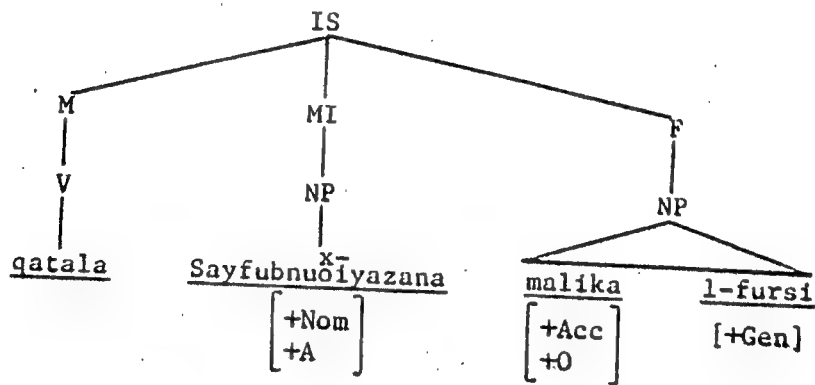 IS
M MI F
V NP NP
x-
qatala Sayfubnuoiyazana malika l-fursi
[+Nom +A] [+Acc +O] [+Gen]